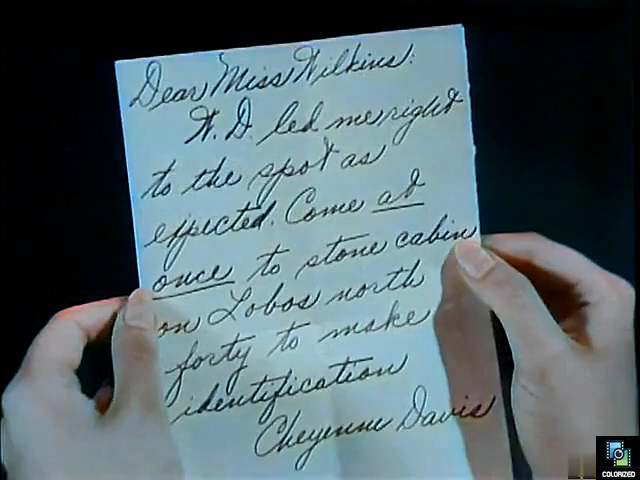 Dear Miss Wilkins:
W. D. led me right
to the spot as
expected. Come at
once to stone cabin
on Lobos north
forty to make
identification
Cheyenne Davis
COLORIZED